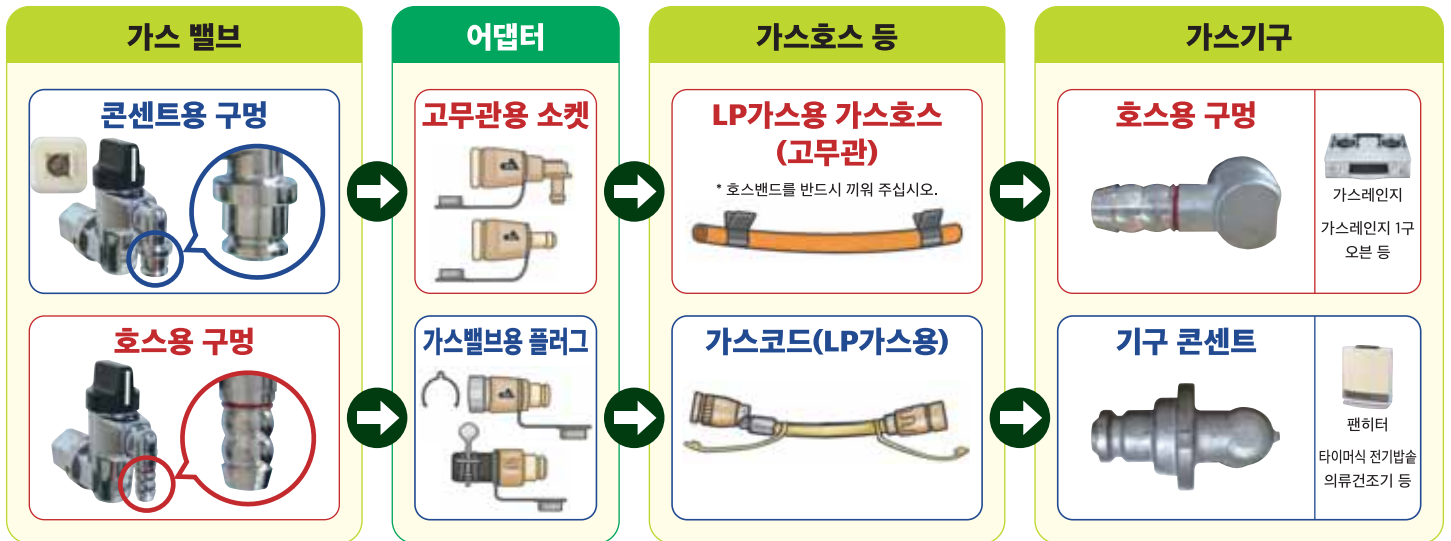 가스 밸브
어댑터
가스호스 등
가스기구
콘센트용 구멍
고무관용 소켓
LP가스용 가스호스
(고무관)
* 호스밴드를 반드시 끼워 주십시오.
호스용 구멍
가스레인지
가스레인지 1구
오븐 등
호스용 구멍
가스밸브용 플러그
가스코드(LP가스용)
기구 콘센트
팬히터
타이머식 전기밥솥
의류건조기 등